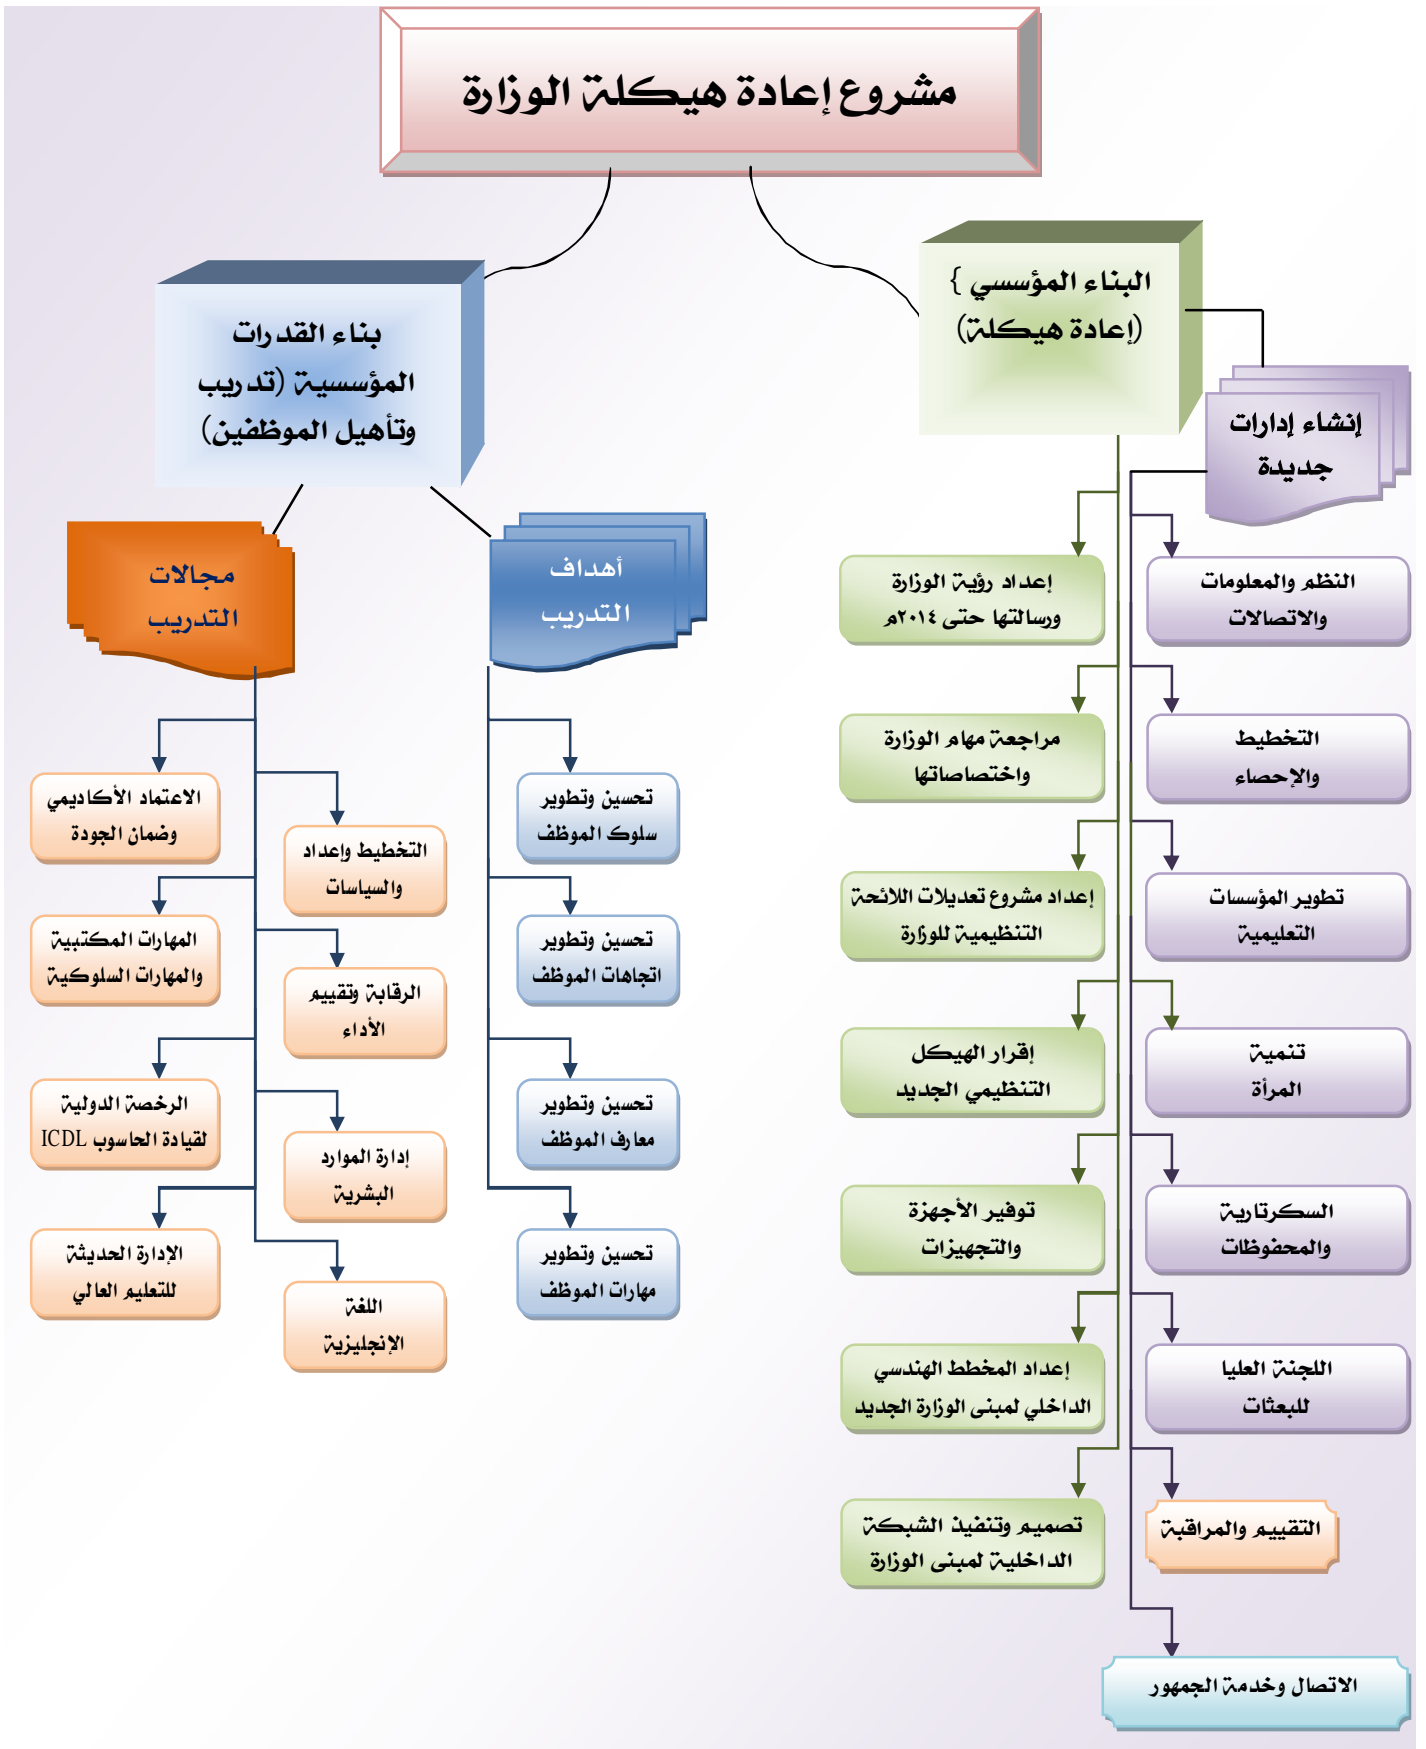 مشروع إعادة هيكلة الوزارة
البناء المؤسسي }
(إعادة هيكلة)
إنشاء إدارات
جديدة
النظم والمعلومات
والاتصالات
التخطيط
والإحصاء
تطوير المؤسسات
التعليمية
تنمية
المرأة
السكرتارية
والمحفوظات
اللجنة العليا
للبعثات
التقييم والمراقبة
الاتصال وخدمة الجمهور
إعداد رؤية الوزارة
ورسالتها حتى ٢٠١٤م
مراجعة مهام الوزارة
واختصاصاتها
إعداد مشروع تعديلات اللائحة
التنظيمية للوزارة
إقرار الهيكل
التنظيمي الجديد
توفير الأجهزة
والتجهيزات
إعداد المخطط الهندسي
الداخلي لمبنى الوزارة الجديد
تصميم وتنفيذ الشبكة
الداخلية لمبنى الوزارة
بناء القدرات
المؤسسية (تدريب
وتأهيل الموظفين)
أهداف
التدريب
تحسين وتطوير
سلوك الموظف
تحسين وتطوير
اتجاهات الموظف
تحسين وتطوير
معارف الموظف
تحسين وتطوير
مهارات الموظف
مجالات
التدريب
التخطيط وإعداد
والسياسات
الرقابة وتقييم
الأداء
إدارة الموارد
البشرية
اللغة
الإنجليزية
الاعتماد الأكاديمي
وضمان الجودة
المهارات المكتبية
والمهارات السلوكية
الرخصة الدولية
لقيادة الحاسوب ICDL
الإدارة الحديثة
للتعليم العالي